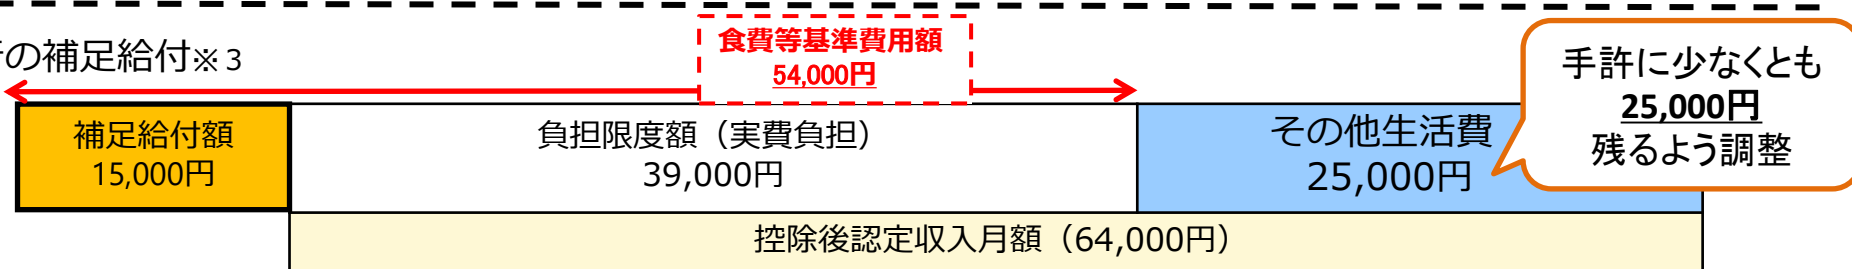 の補足給付※3
食費等基準費用額
54,000円
手許に少なくとも
25,000円
残るよう調整
補足給付額
15,000円
負担限度額（実費負担）
39,000円
その他生活費
25,000円
控除後認定収入月額（64,000円）